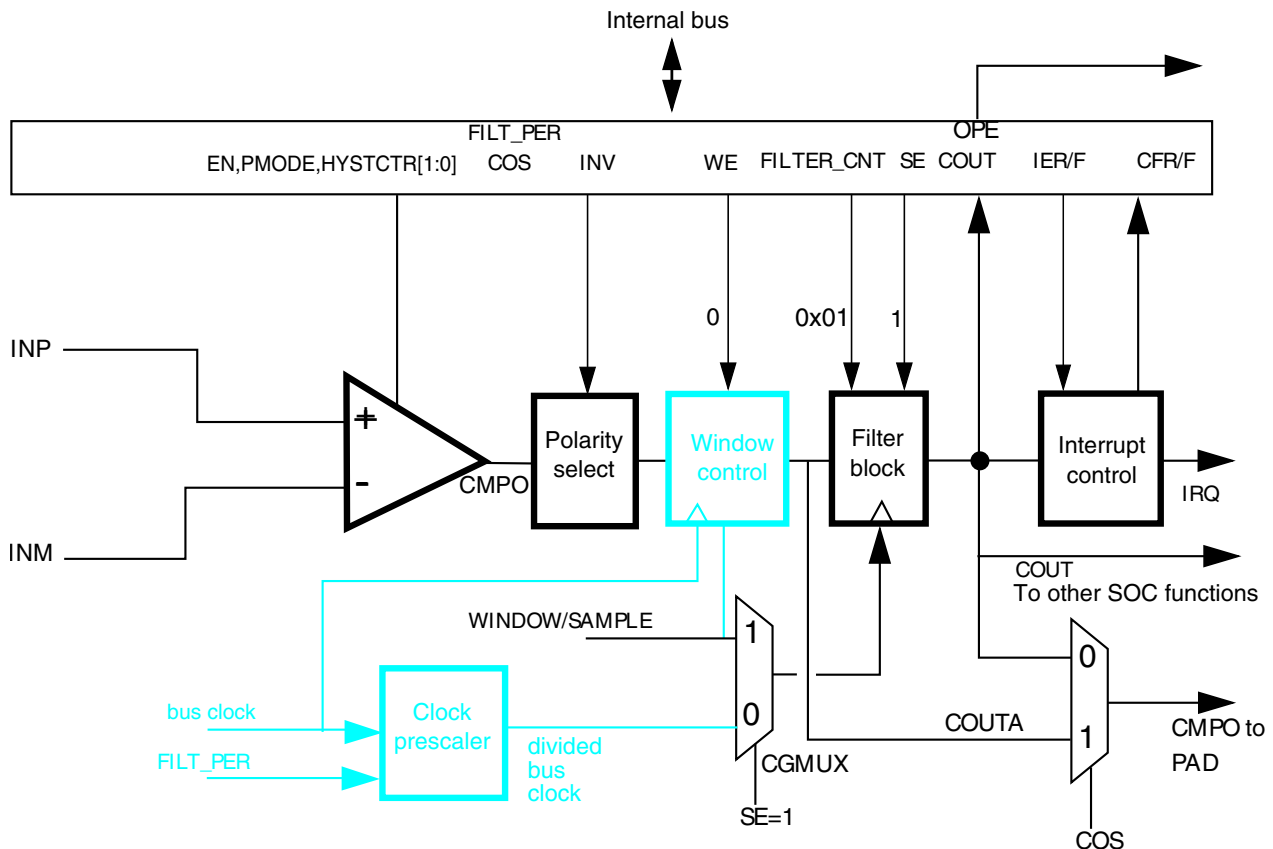 Internal bus
FILT_PER
OPE
EN,PMODE,HYSTCTR[1:0]
COS
INV
WE
FILTER_CNT
SE
COUT
IER/F
CFR/F
0
0x01
1
INP
+
-
INM
CMPO
Polarity
select
Window
control
Filter
block
Interrupt
control
IRQ
COUT
To other SOC functions
WINDOW/SAMPLE
1
0
CGMUX
SE=1
bus clock
FILT_PER
Clock
prescaler
divided
bus
clock
COUTA
0
1
CMPO to
PAD
COS